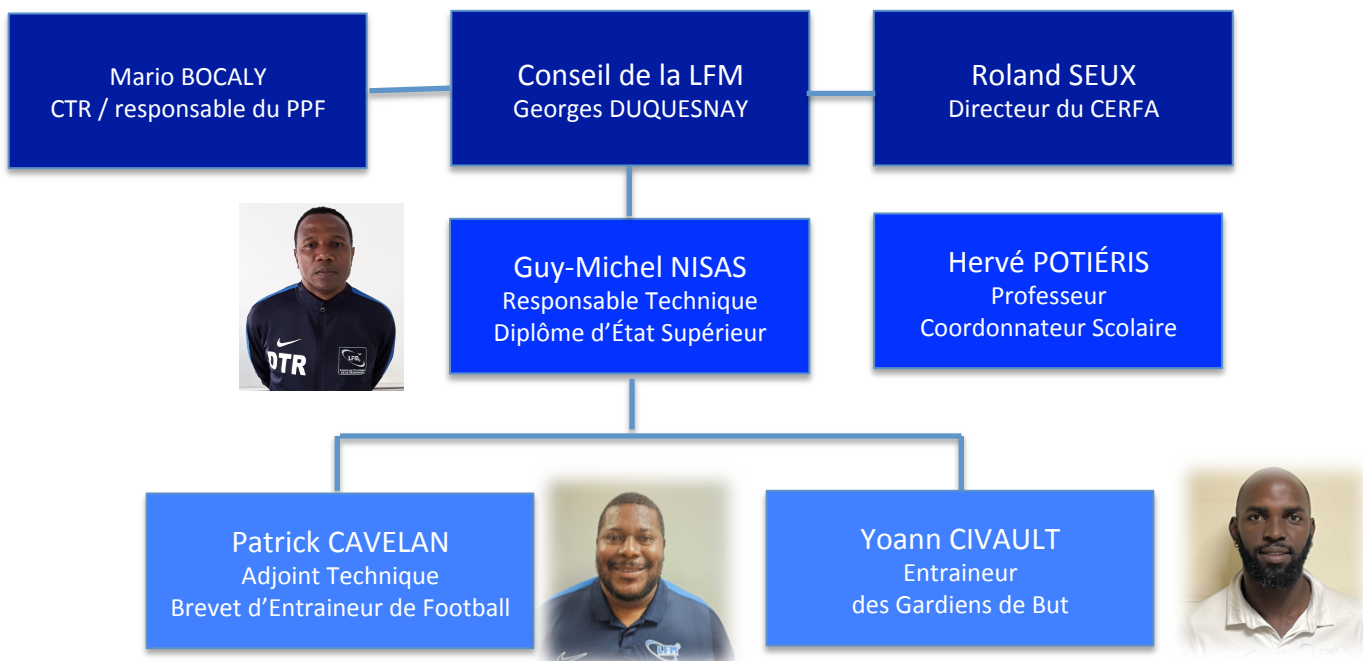 Mario BOCALY
CTR / responsable du PPF
Conseil de la LFM
Georges DUQUESNAY
Roland SEUX
Directeur du CERFA
Guy-Michel NISAS
Responsable Technique
Diplôme d’État Supérieur
Hervé POTIÉRIS
Professeur
Coordonnateur Scolaire
DTR
LFM
Patrick CAVELAN
Adjoint Technique
Brevet d’Entraineur de Football
LFM
Yoann CIVAULT
Entraineur
des Gardiens de But